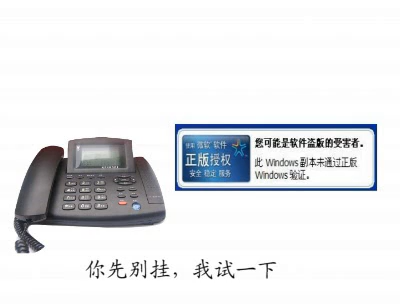 使用 微软 软件
正版授权
安全 稳定 服务
您可能是软件盗版的受害者。
此 Windows 副本未通过正版
Windows 验证。
你先别挂，我试一下